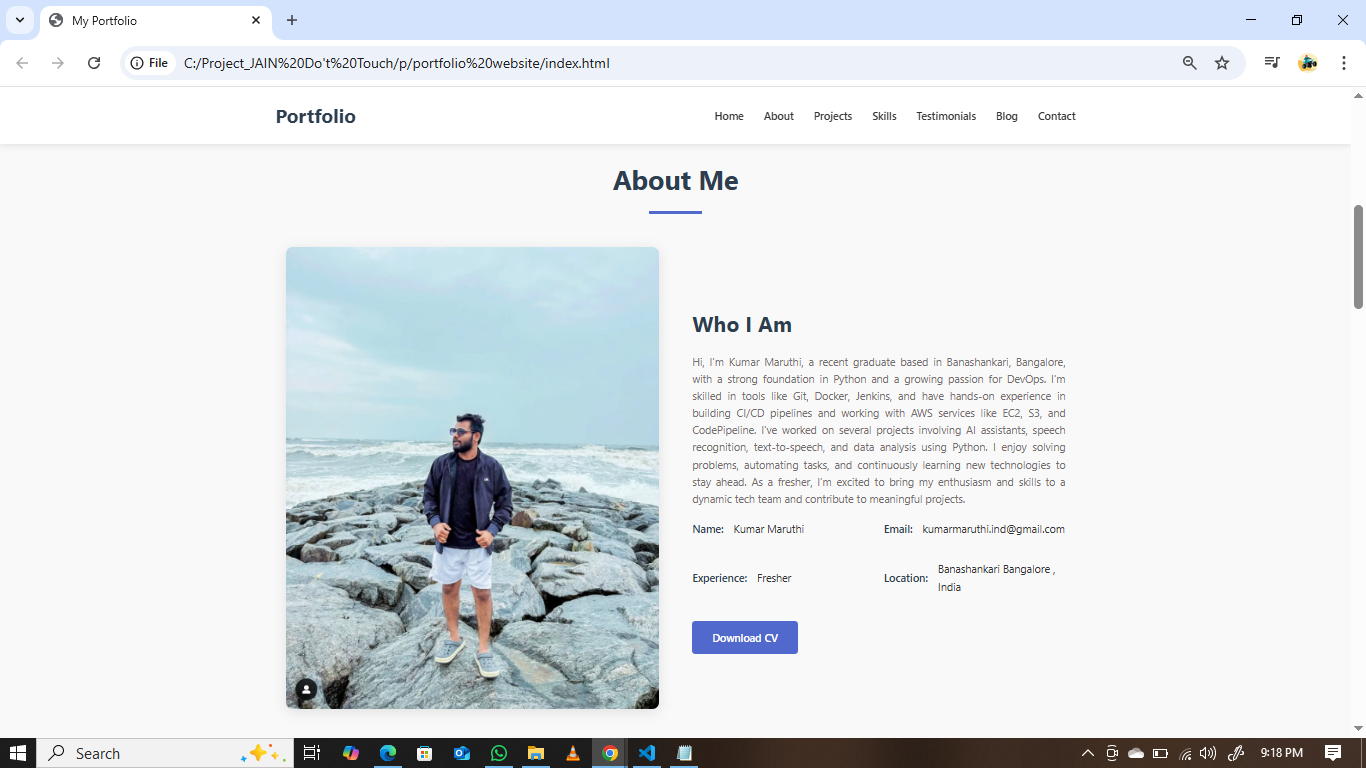 My Portfolio
File C:/Project_JAIN%20Do't%20Touch/p/portfolio%20website/index.html
Portfolio Home About Projects Skills Testimonials Blog Contact
About Me
Who I Am
Hi, I'm Kumar Maruthi, a recent graduate based in Banashankari, Bangalore,
with a strong foundation in Python and a growing passion for DevOps. I'm
skilled in tools like Git, Docker, Jenkins, and have hands-on experience in
building CI/CD pipelines and working with AWS services like EC2, S3, and
CodePipeline. I've worked on several projects involving AI assistants, speech
recognition, text-to-speech, and data analysis using Python. I enjoy solving
problems, automating tasks, and continuously learning new technologies to
stay ahead. As a fresher, I'm excited to bring my enthusiasm and skills to a
dynamic tech team and contribute to meaningful projects.
Name: Kumar Maruthi Email: kumarmaruthi.ind@gmail.com
Experience: Fresher Location: Banashankari Bangalore ,
India
Download CV
Search 9:18 PM